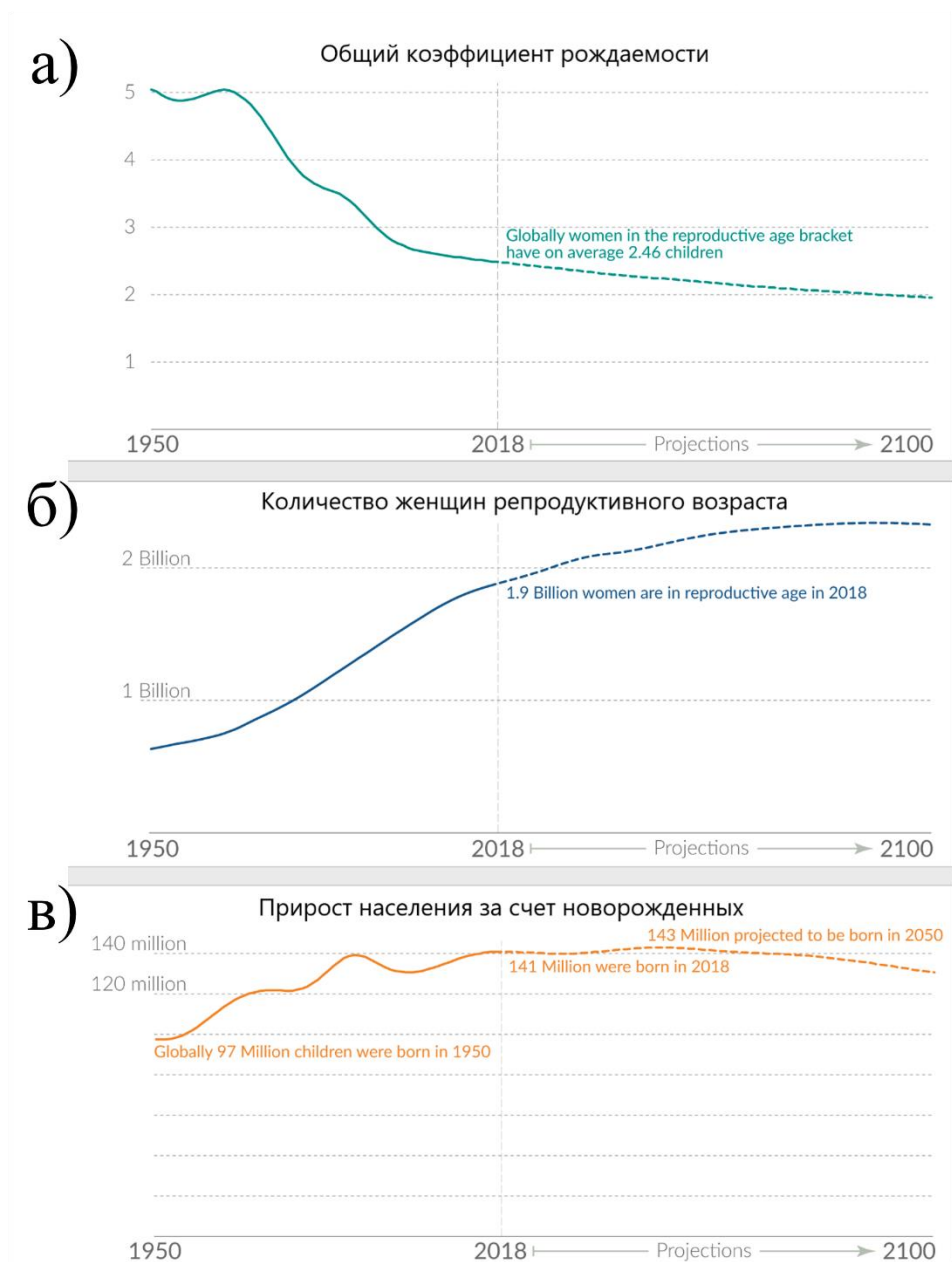 а)
Общий коэффициент рождаемости
5
4
3
Globally women in the reproductive age bracket
have on average 2.46 children
2
1
1950
2018
Projections
2100
б)
Количество женщин репродуктивного возраста
2 Billion
1.9 Billion women are in reproductive age in 2018
1 Billion
1950
2018
Projections
2100
в)
Прирост населения за счет новорожденных
140 million
143 Million projected to be born in 2050
141 Million were born in 2018
120 million
Globally 97 Million children were born in 1950
1950
2018
Projections
2100